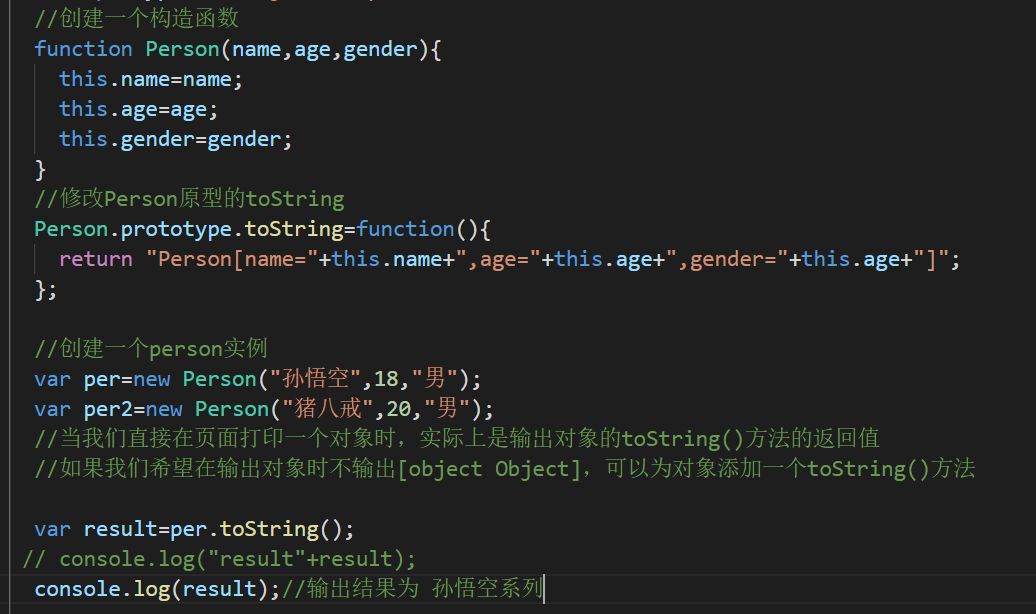 //创建一个构造函数
function Person(name,age,gender){
this.name=name;
this.age=age;
this.gender=gender;
}
//修改Person原型的toString
Person.prototype.toString=function(){
return "Person[name="+this.name+",age="+this.age+",gender="+this.age+"]";
};
//创建一个person实例
var per=new Person("孙悟空",18,"男");
var per2=new Person("猪八戒",20,"男");
//当我们直接在页面打印一个对象时，实际上是输出对象的toString()方法的返回值
//如果我们希望在输出对象时不输出[object Object]，可以为对象添加一个toString()方法
var result=per.toString();
// console.log("result"+result);
console.log(result);//输出结果为 孙悟空系列